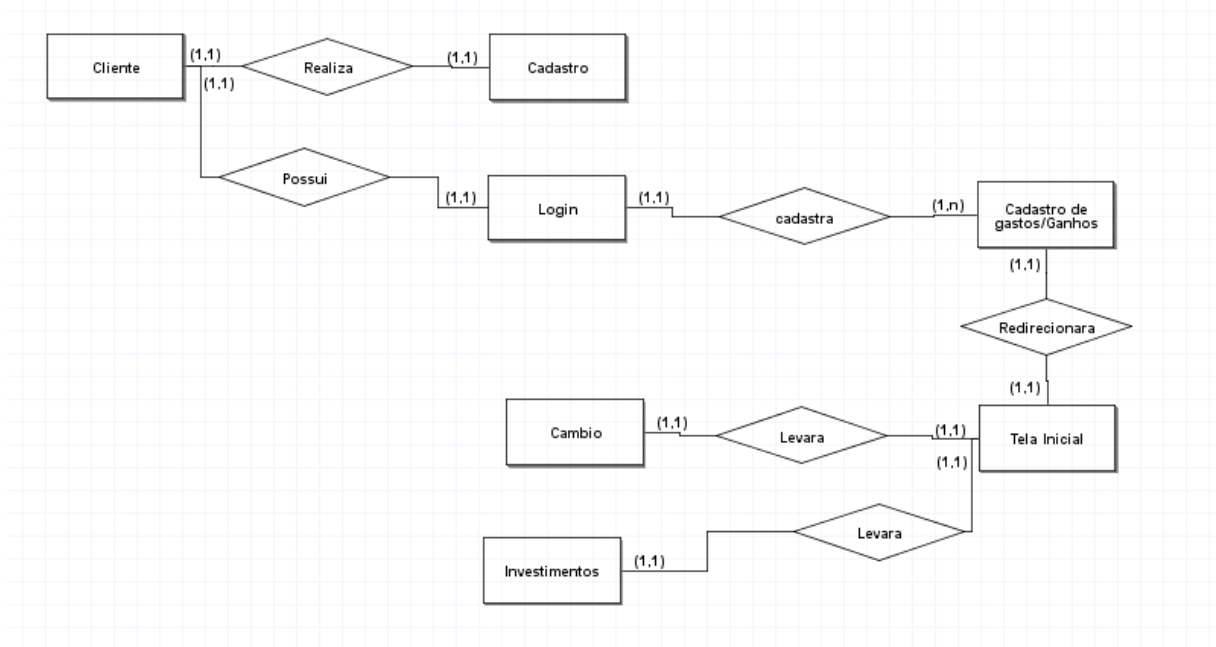 Cliente
(1,1)
Realiza
(1,1)
Cadastro
(1,1)
Possui
(1,1)
Login
(1,1)
cadastra
(1,n)
Cadastro de
gastos/Ganhos
(1,1)
Redirecionara
(1,1)
Cambio
(1,1)
Levara
(1,1)
Tela Inicial
(1,1)
Levara
Investimentos
(1,1)